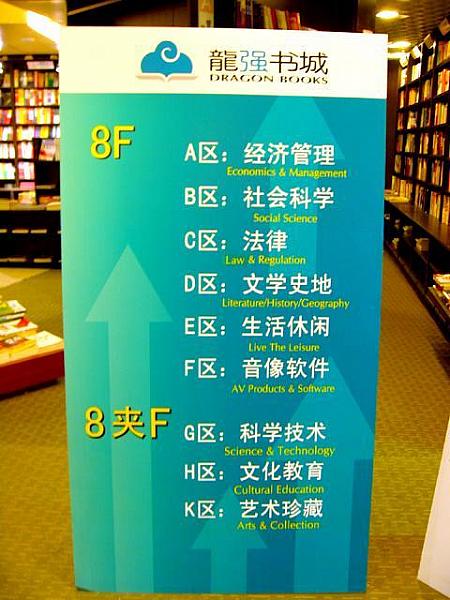 龍强书城
DRAGON BOOKS
8F
A区：经济管理
Economics & Management
B区：社会科学
Social Science
C区：法律
Law & Regulation
D区：文学史地
Literature/History/Geography
E区：生活休闲
Live The Leisure
F区：音像软件
AV Products & Software
8夹F
G区：科学技术
Science & Technology
H区：文化教育
Cultural Education
K区：艺术珍藏
Arts & Collection